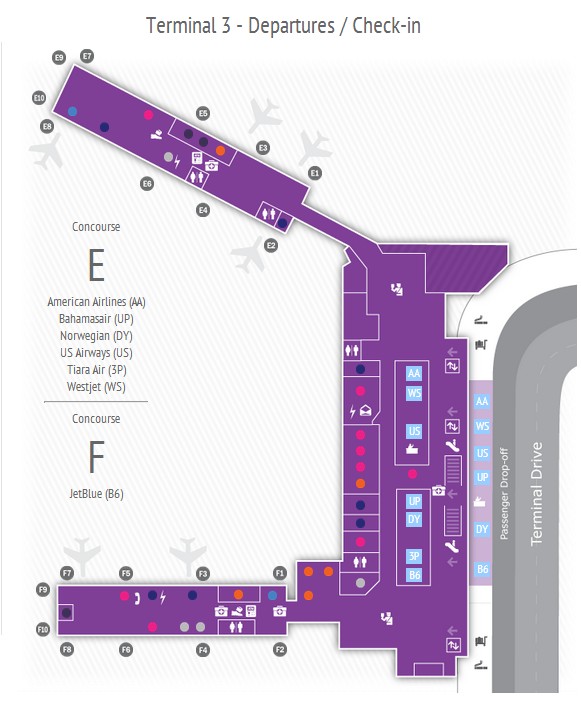 Terminal 3 - Departures / Check-in
E9
E7
E10
E8
E5
E3
E1
E6
E4
E2
Concourse
E
American Airlines (AA)
Bahamasair (UP)
Norwegian (DY)
US Airways (US)
Tiara Air (3P)
Westjet (WS)
Concourse
F
JetBlue (B6)
AA
WS
US
UP
DY
3P
B6
AA
WS
US
UP
DY
B6
Passenger Drop-off
Terminal Drive
F7
F5
F3
F1
F9
F10
F8
F6
F4
F2